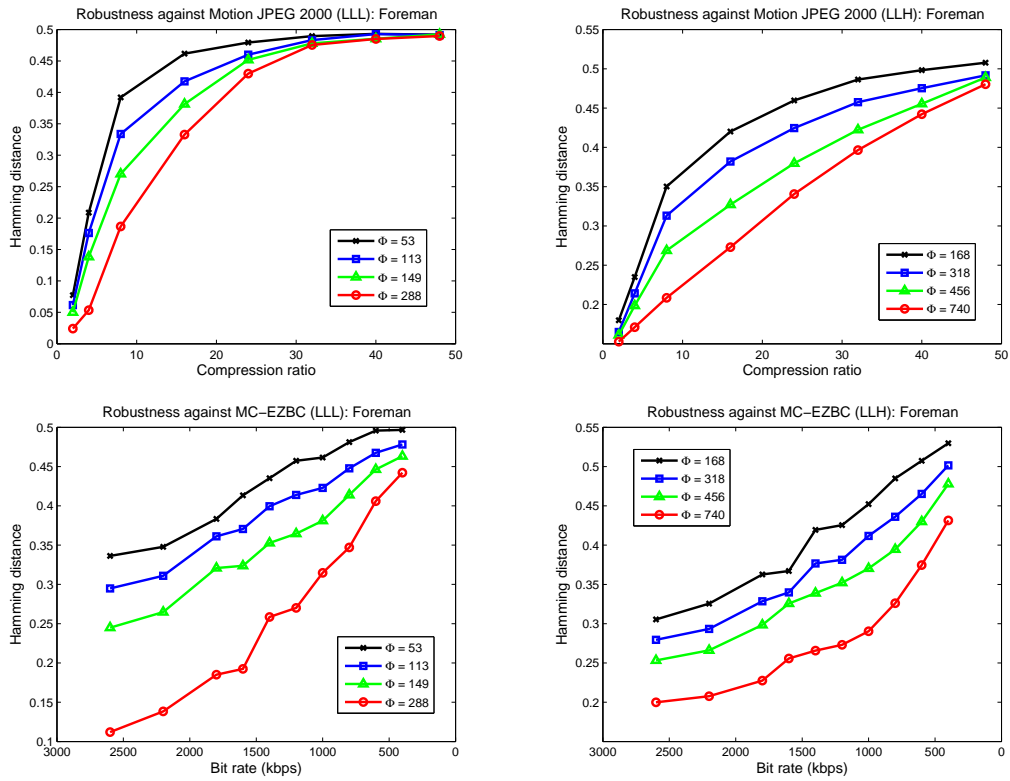 Robustness against Motion JPEG 2000 (LLL): Foreman
Hamming distance
0.5
0.45
0.4
0.35
0.3
0.25
0.2
0.15
0.1
0.05
0
Φ = 53
Φ = 113
Φ = 149
Φ = 288
0 10 20 30 40 50
Compression ratio
Robustness against Motion JPEG 2000 (LLH): Foreman
Hamming distance
0.55
0.5
0.45
0.4
0.35
0.3
0.25
0.2
Φ = 168
Φ = 318
Φ = 456
Φ = 740
0 10 20 30 40 50
Compression ratio
Robustness against MC−EZBC (LLL): Foreman
Hamming distance
0.5
0.45
0.4
0.35
0.3
0.25
0.2
0.15
0.1
Φ = 53
Φ = 113
Φ = 149
Φ = 288
3000 2500 2000 1500 1000 500 0
Bit rate (kbps)
Robustness against MC−EZBC (LLH): Foreman
Hamming distance
0.55
0.5
0.45
0.4
0.35
0.3
0.25
0.2
Φ = 168
Φ = 318
Φ = 456
Φ = 740
3000 2500 2000 1500 1000 500 0
Bit rate (kbps)